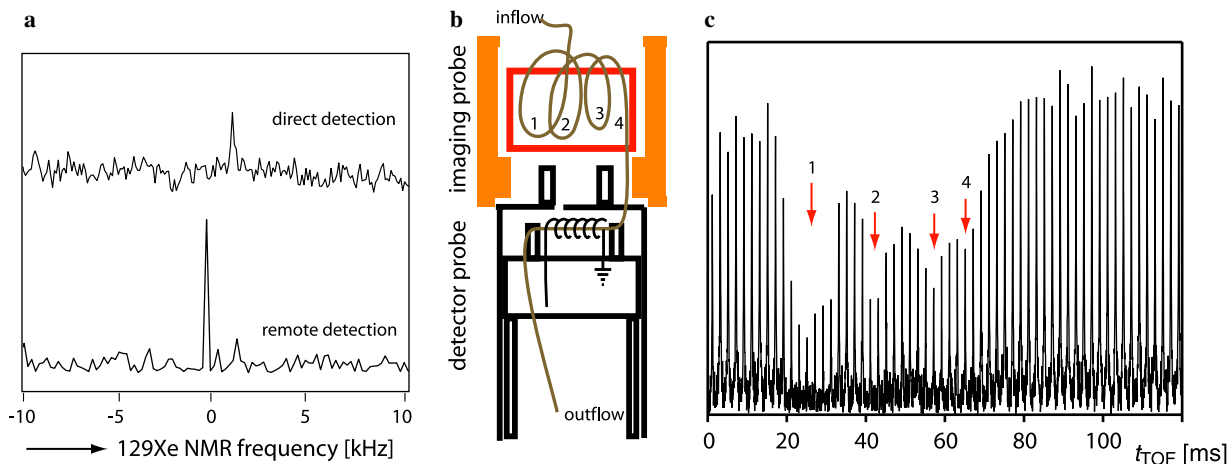 a
direct detection
remote detection
-10 -5 0 5 10
129Xe NMR frequency [kHz]
b
inflow
imaging probe
1 2 3 4
detector probe
outflow
c
1
2
3
4
0 20 40 60 80 100
tTOF [ms]